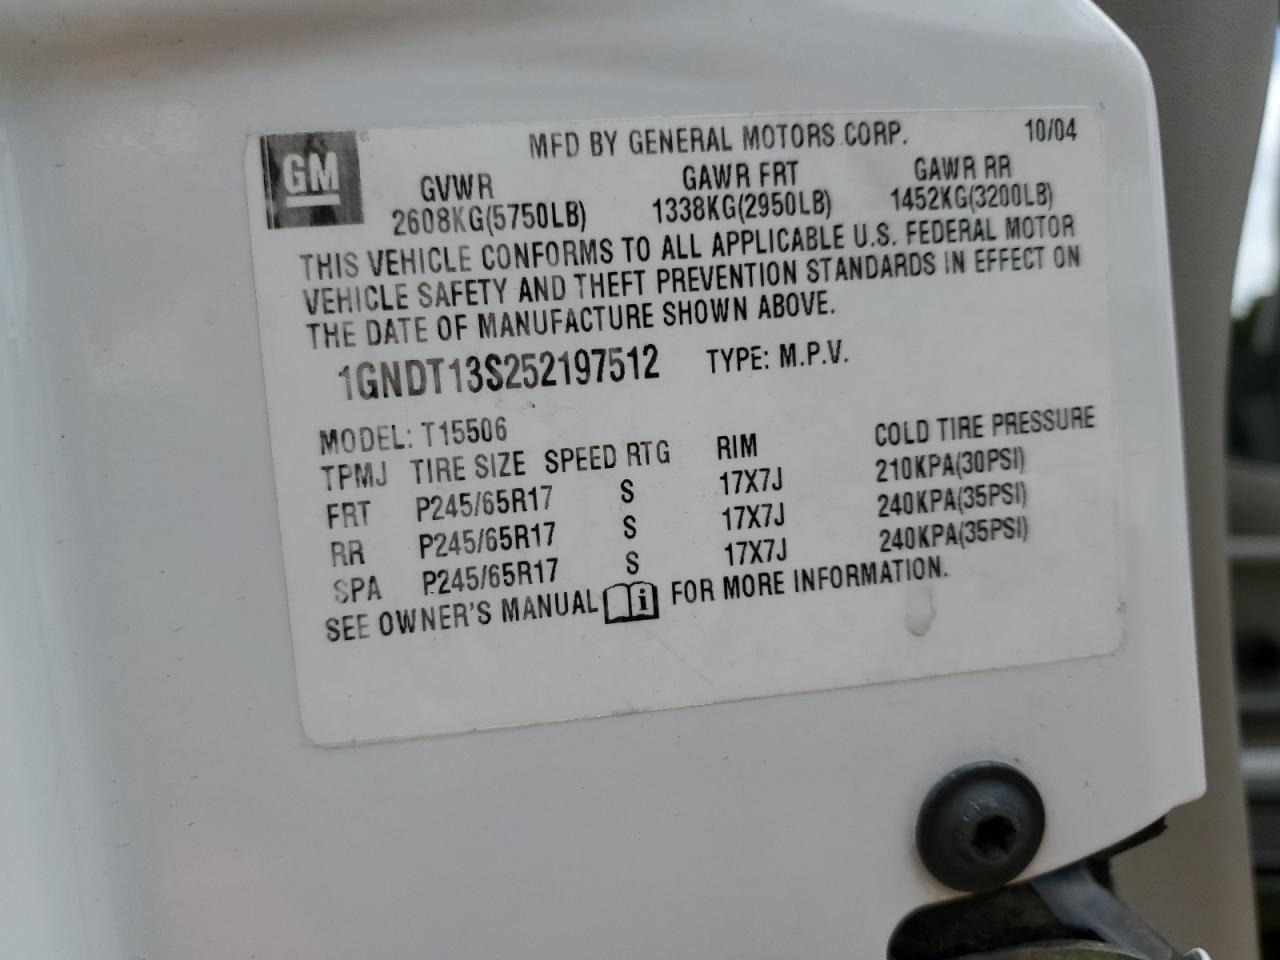 GM
MFD BY GENERAL MOTORS CORP. 10/04
GVWR GAWR FRT GAWR RR
2608KG(5750LB) 1338KG(2950LB) 1452KG(3200LB)
THIS VEHICLE CONFORMS TO ALL APPLICABLE U.S. FEDERAL MOTOR
VEHICLE SAFETY AND THEFT PREVENTION STANDARDS IN EFFECT ON
THE DATE OF MANUFACTURE SHOWN ABOVE.
1GNDT13S252197512 TYPE: M.P.V.
MODEL: T15506
TPMJ TIRE SIZE SPEED RTG RIM COLD TIRE PRESSURE
FRT P245/65R17 S 17X7J 210KPA(30PSI)
RR P245/65R17 S 17X7J 240KPA(35PSI)
SPA P245/65R17 S 17X7J 240KPA(35PSI)
SEE OWNER'S MANUAL i FOR MORE INFORMATION.